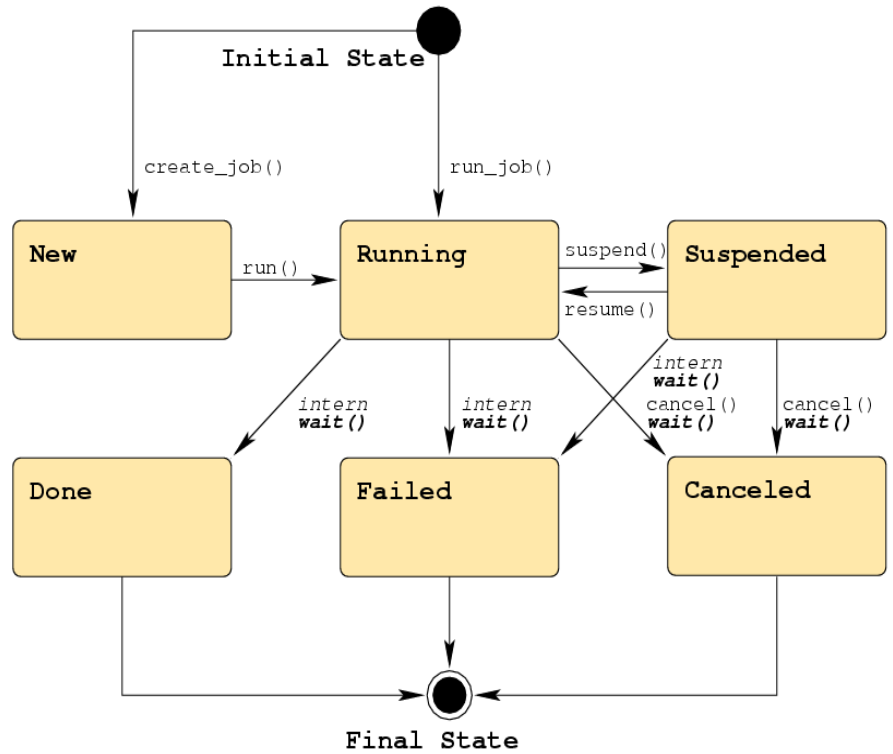 Initial State
create_job()
run_job()
New
Running
Suspended
run()
suspend()
resume()
intern
wait()
intern
wait()
intern
wait()
cancel()
wait()
cancel()
wait()
Done
Failed
Canceled
Final State